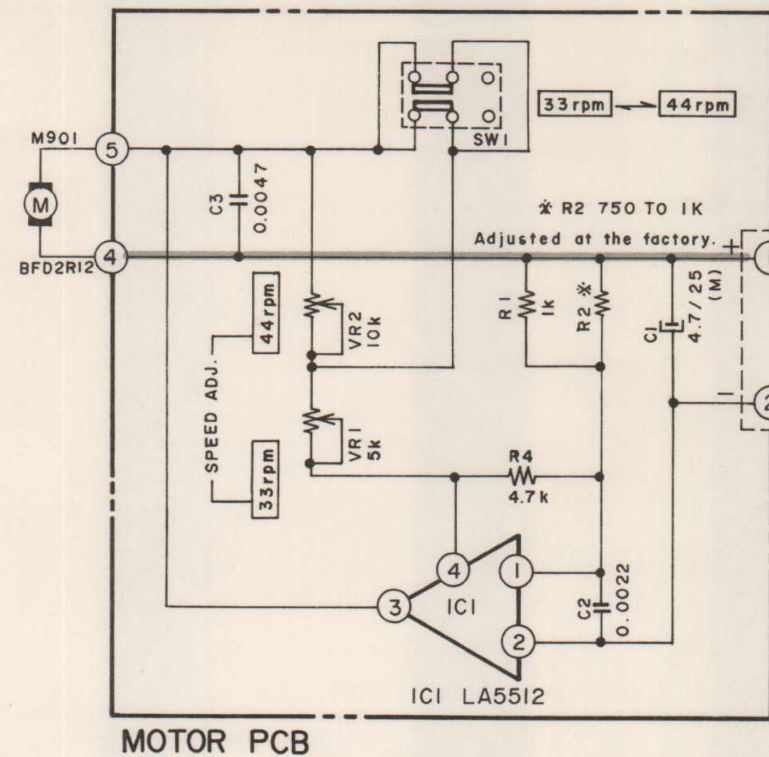 SW1
33rpm
44rpm
M901
5
M
C3
0.0047
※ R2 750 TO 1K
Adjusted at the factory.
+
4
BFD2R12
R1
1k
R2 ※
C1
4.7/25
(M)
44rpm
VR2
10k
SPEED ADJ.
−
2
VR1
5k
33rpm
R4
4.7k
4
1
3
IC1
C2
0.0022
2
IC1 LA5512
MOTOR PCB